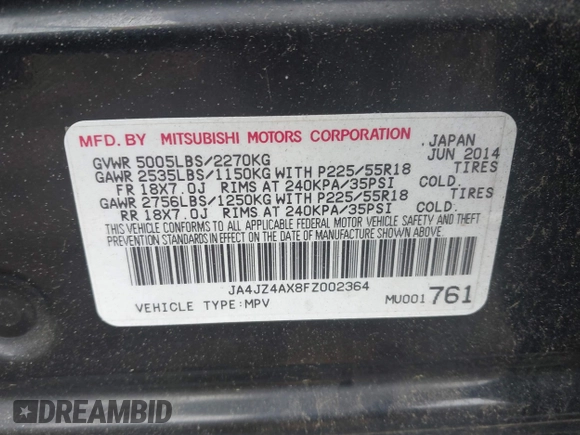 MFD. BY MITSUBISHI MOTORS CORPORATION JAPAN
GVWR 5005LBS/2270KG JUN 2014
GAWR 2535LBS/1150KG WITH P225/55R18 TIRES
FR 18X7.0J RIMS AT 240KPA/35PSI COLD.
GAWR 2756LBS/1250KG WITH P225/55R18 TIRES
RR 18X7.0J RIMS AT 240KPA/35PSI COLD.
THIS VEHICLE CONFORMS TO ALL APPLICABLE FEDERAL MOTOR VEHICLE SAFETY, BUMPER, AND THEFT
PREVENTION STANDARDS IN EFFECT ON THE DATE OF MANUFACTURE SHOWN ABOVE.
JA4JZ4AX8FZ002364
VEHICLE TYPE:MPV MU001 761
DREAMBID